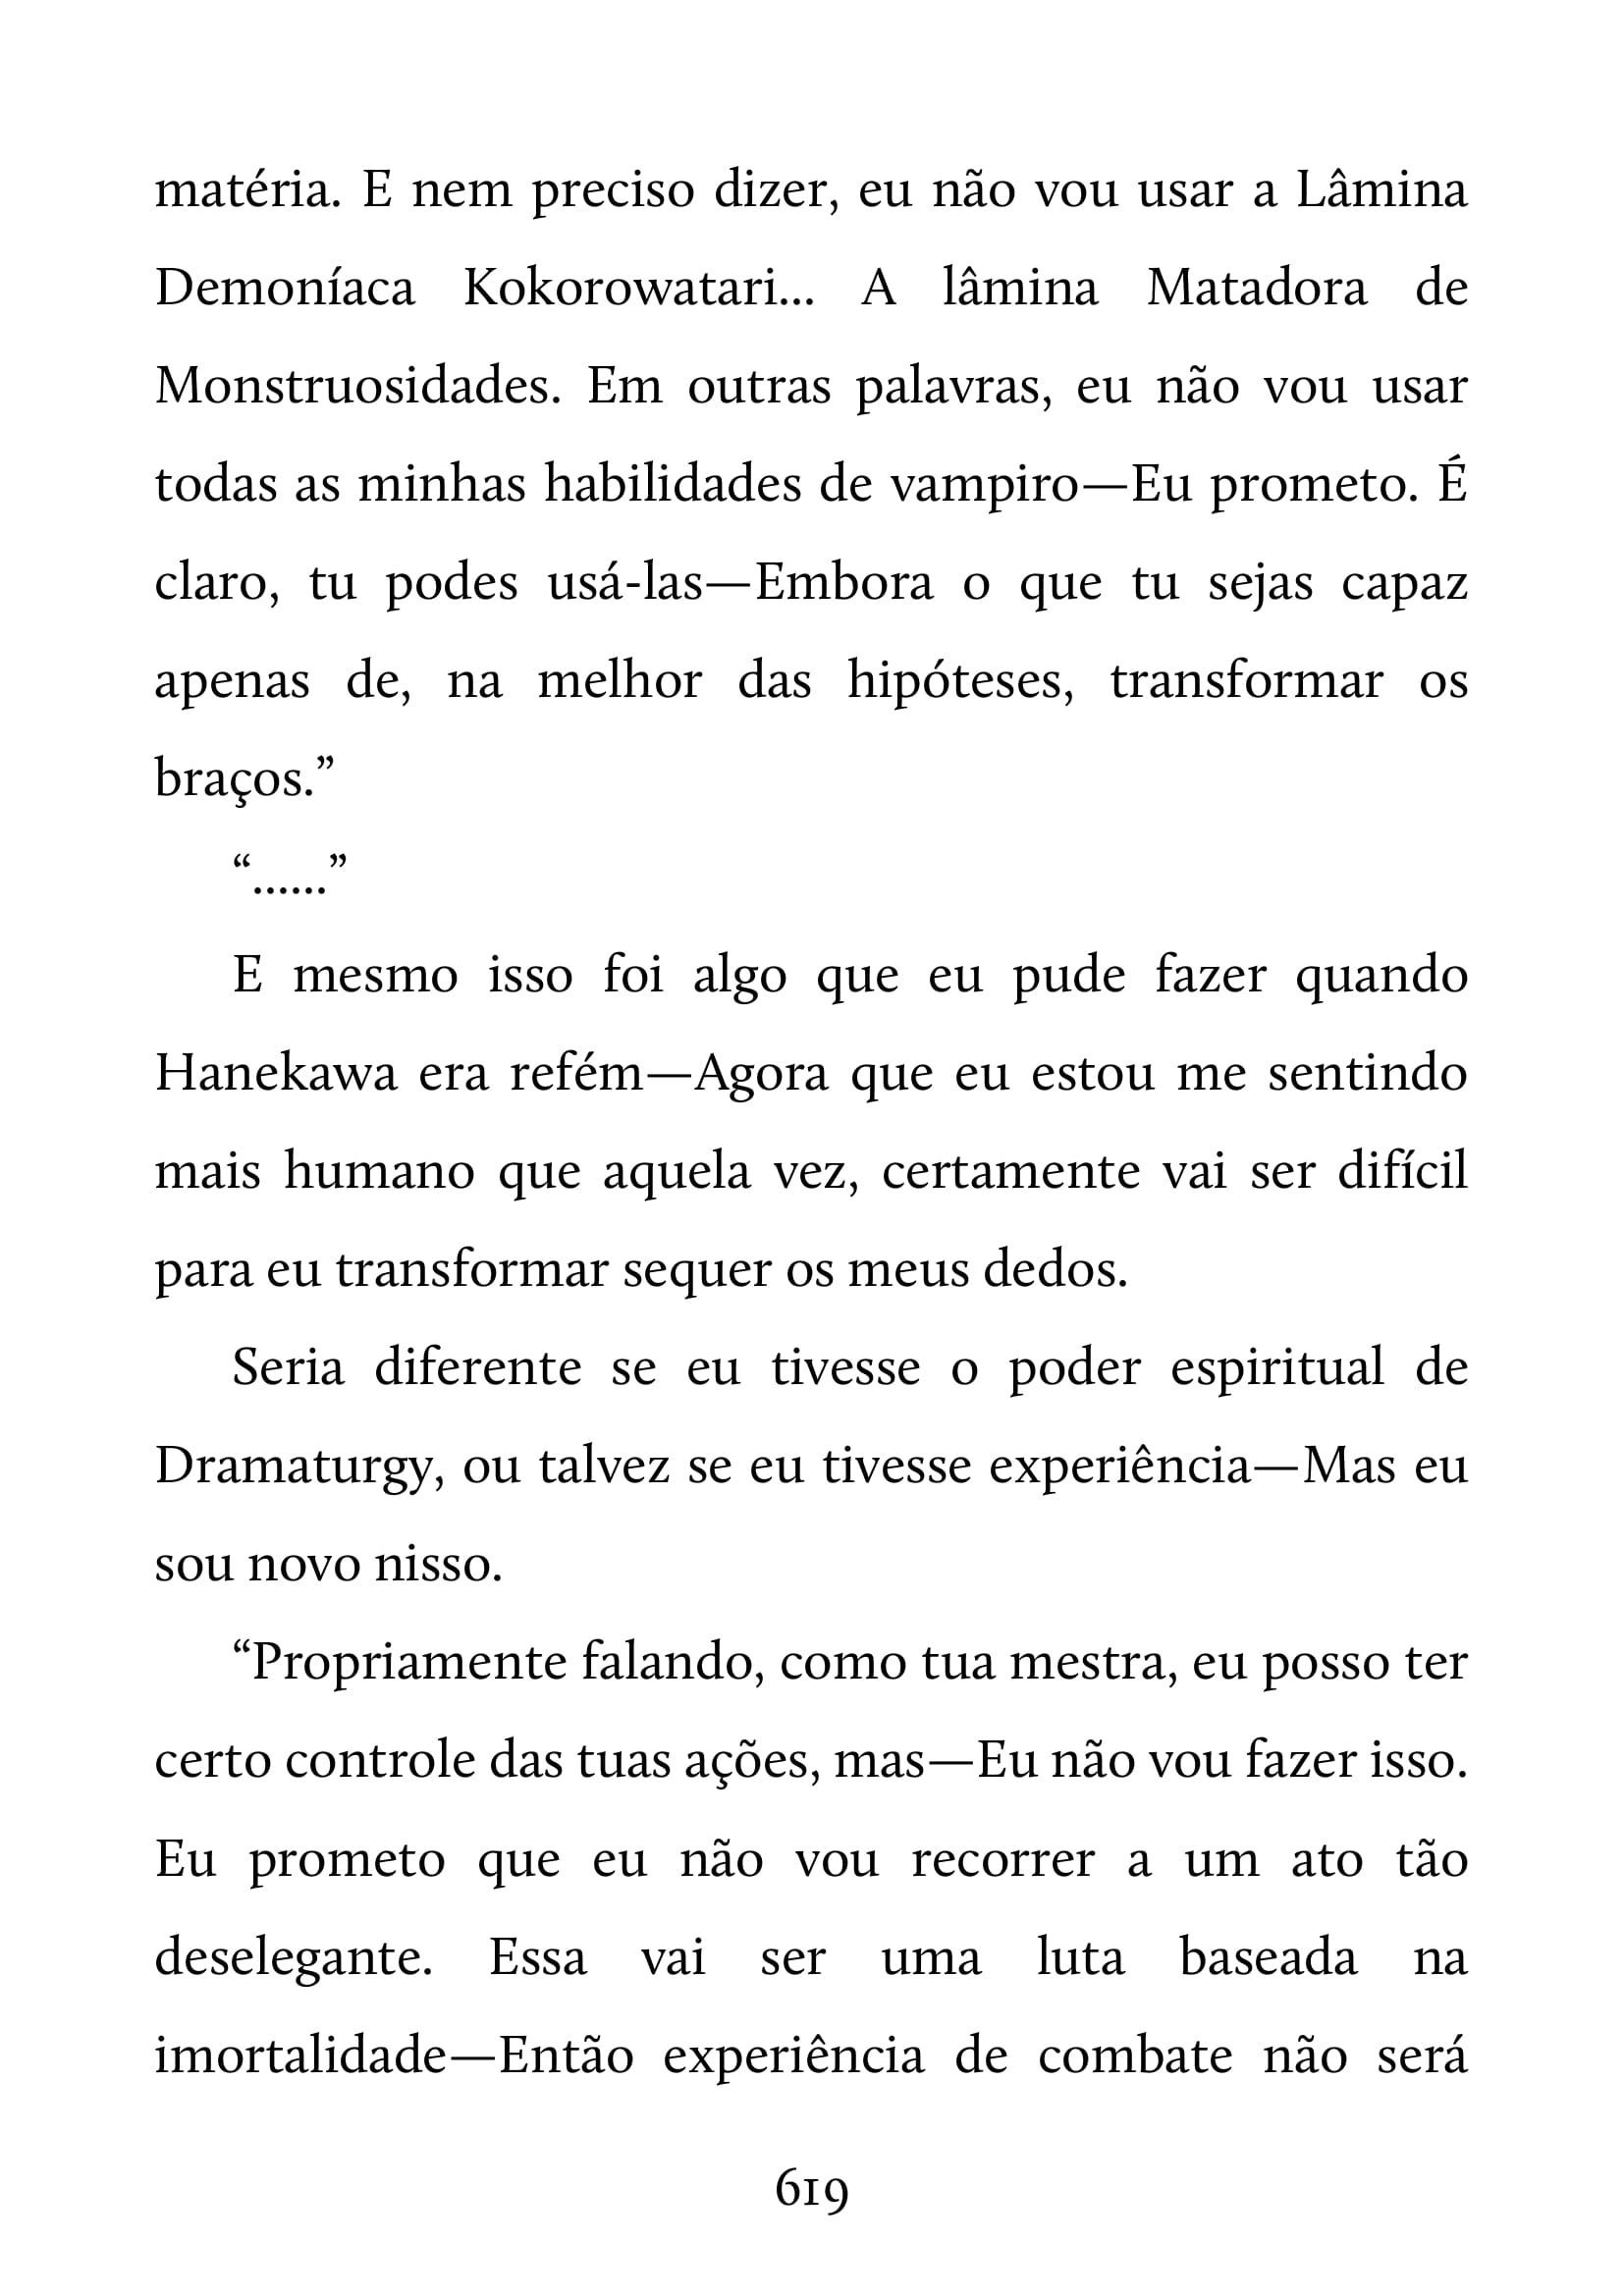 matéria. E nem preciso dizer, eu não vou usar a Lâmina
Demoníaca Kokorowatari... A lâmina Matadora de
Monstruosidades. Em outras palavras, eu não vou usar
todas as minhas habilidades de vampiro—Eu prometo. É
claro, tu podes usá-las—Embora o que tu sejas capaz
apenas de, na melhor das hipóteses, transformar os
braços.”
“......”
E mesmo isso foi algo que eu pude fazer quando
Hanekawa era refém—Agora que eu estou me sentindo
mais humano que aquela vez, certamente vai ser difícil
para eu transformar sequer os meus dedos.
Seria diferente se eu tivesse o poder espiritual de
Dramaturgy, ou talvez se eu tivesse experiência—Mas eu
sou novo nisso.
“Propriamente falando, como tua mestra, eu posso ter
certo controle das tuas ações, mas—Eu não vou fazer isso.
Eu prometo que eu não vou recorrer a um ato tão
deselegante. Essa vai ser uma luta baseada na
imortalidade—Então experiência de combate não será
619